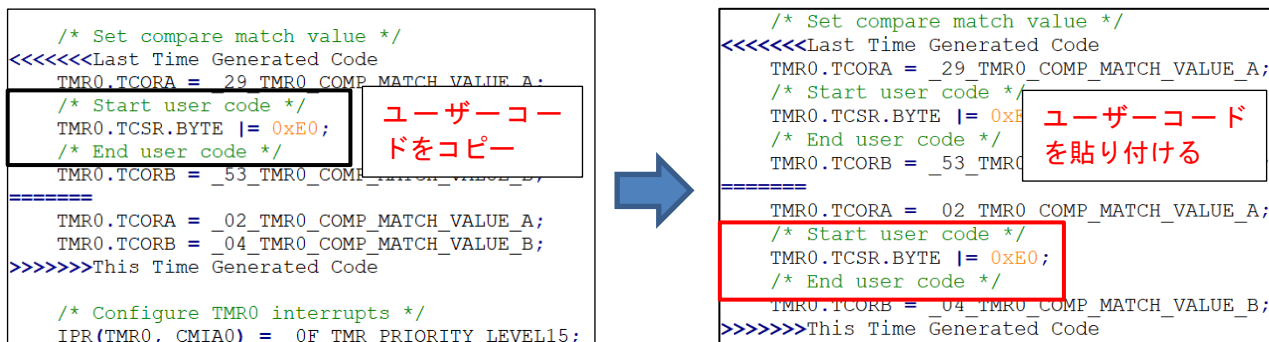 /* Set compare match value */
<<<<<<<Last Time Generated Code
TMR0.TCORA = _29_TMR0_COMP_MATCH_VALUE_A;
/* Start user code */
TMR0.TCSR.BYTE |= 0xE0;
/* End user code */
TMR0.TCORB = _53_TMR0_COMP_MATCH_VALUE_B;
=======
TMR0.TCORA = _02_TMR0_COMP_MATCH_VALUE_A;
TMR0.TCORB = _04_TMR0_COMP_MATCH_VALUE_B;
>>>>>>>This Time Generated Code
/* Configure TMR0 interrupts */
IPR(TMR0, CMIA0) = _0F_TMR_PRIORITY_LEVEL15;
ユーザーコー
ドをコピー
/* Set compare match value */
<<<<<<<Last Time Generated Code
TMR0.TCORA = _29_TMR0_COMP_MATCH_VALUE_A;
/* Start user code */
TMR0.TCSR.BYTE |=
/* End user code */
TMR0.TCORB = _53_TMR0
=======
TMR0.TCORA = _02_TMR0_COMP_MATCH_VALUE_A;
/* Start user code */
TMR0.TCSR.BYTE |= 0xE0;
/* End user code */
TMR0.TCORB = _04_TMR0_COMP_MATCH_VALUE_B;
>>>>>>>This Time Generated Code
ユーザーコード
を貼り付ける